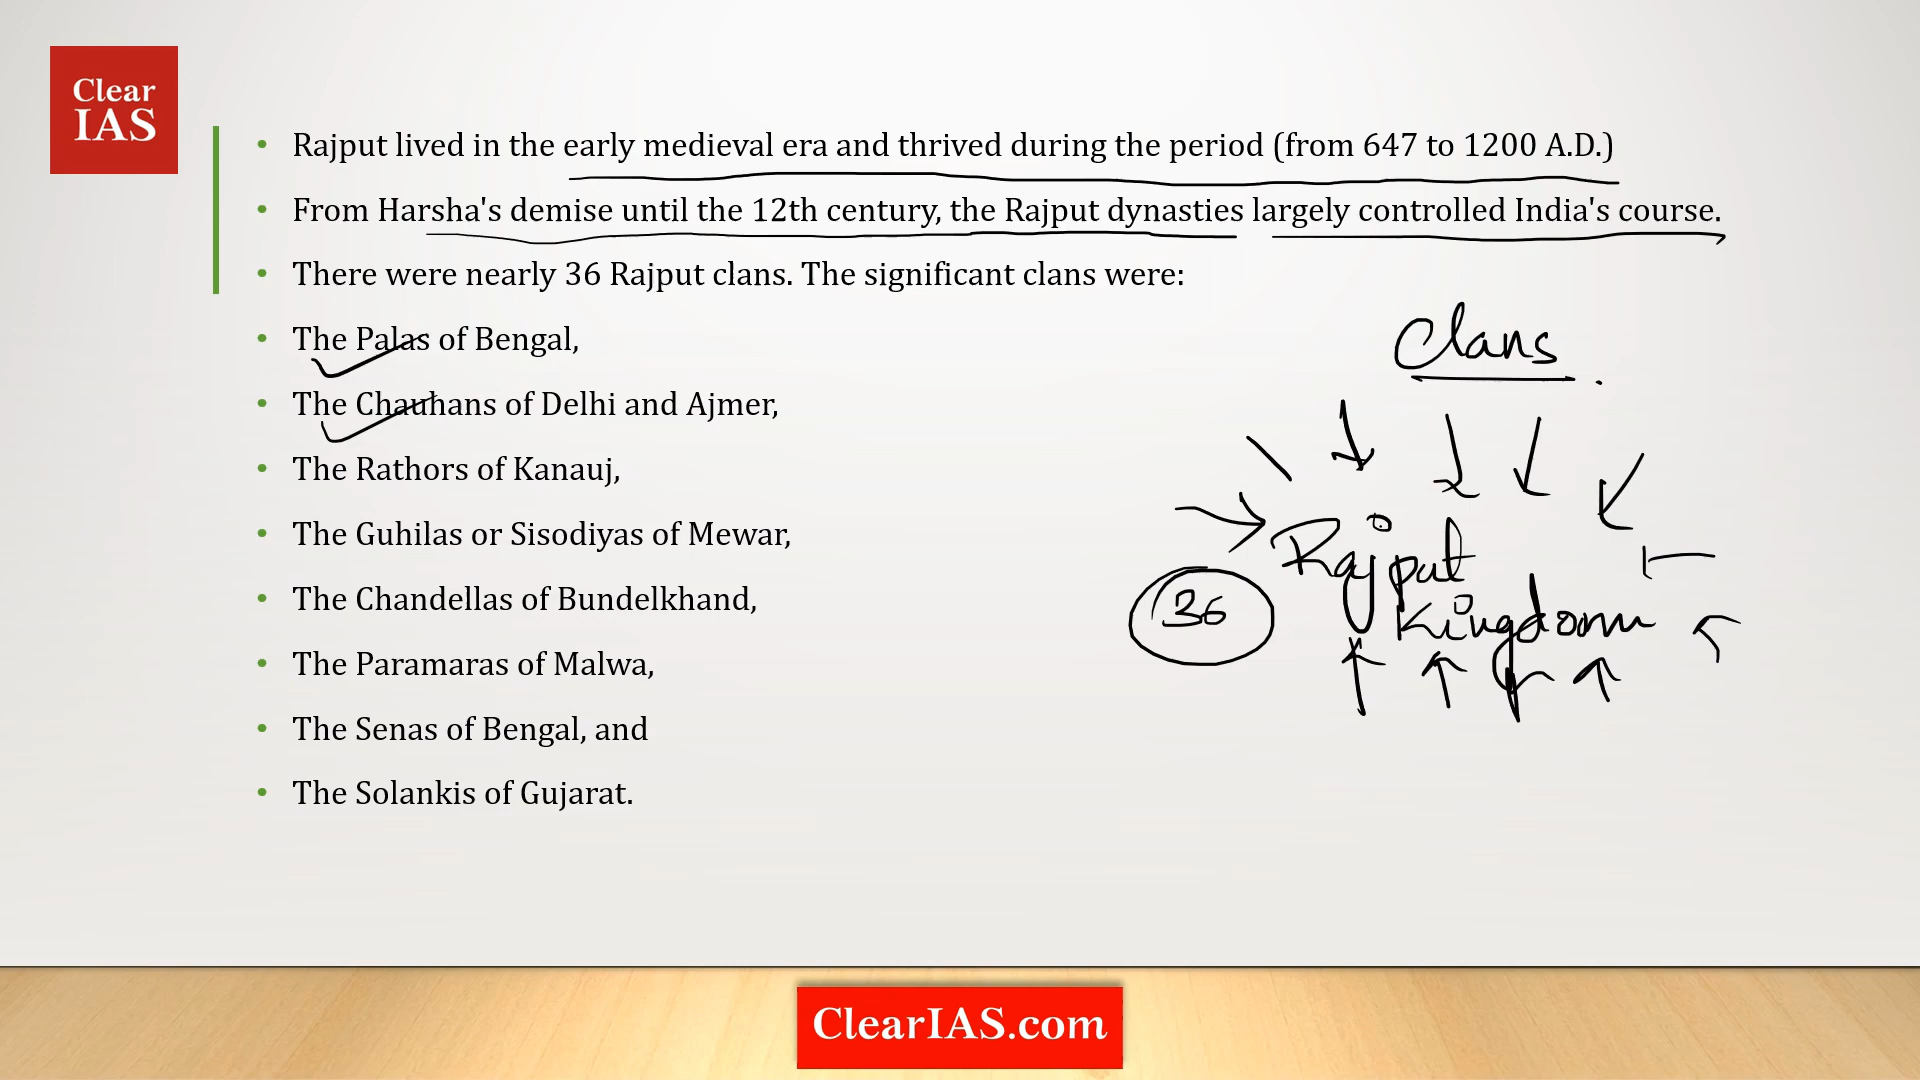 Clear
IAS
• Rajput lived in the early medieval era and thrived during the period (from 647 to 1200 A.D.)
• From Harsha's demise until the 12th century, the Rajput dynasties largely controlled India's course.
• There were nearly 36 Rajput clans. The significant clans were:
• The Palas of Bengal,
• The Chauhans of Delhi and Ajmer,
• The Rathors of Kanauj,
• The Guhilas or Sisodiyas of Mewar,
• The Chandellas of Bundelkhand,
• The Paramaras of Malwa,
• The Senas of Bengal, and
• The Solankis of Gujarat.
Clans
Rajput
36
Kingdom
ClearIAS.com